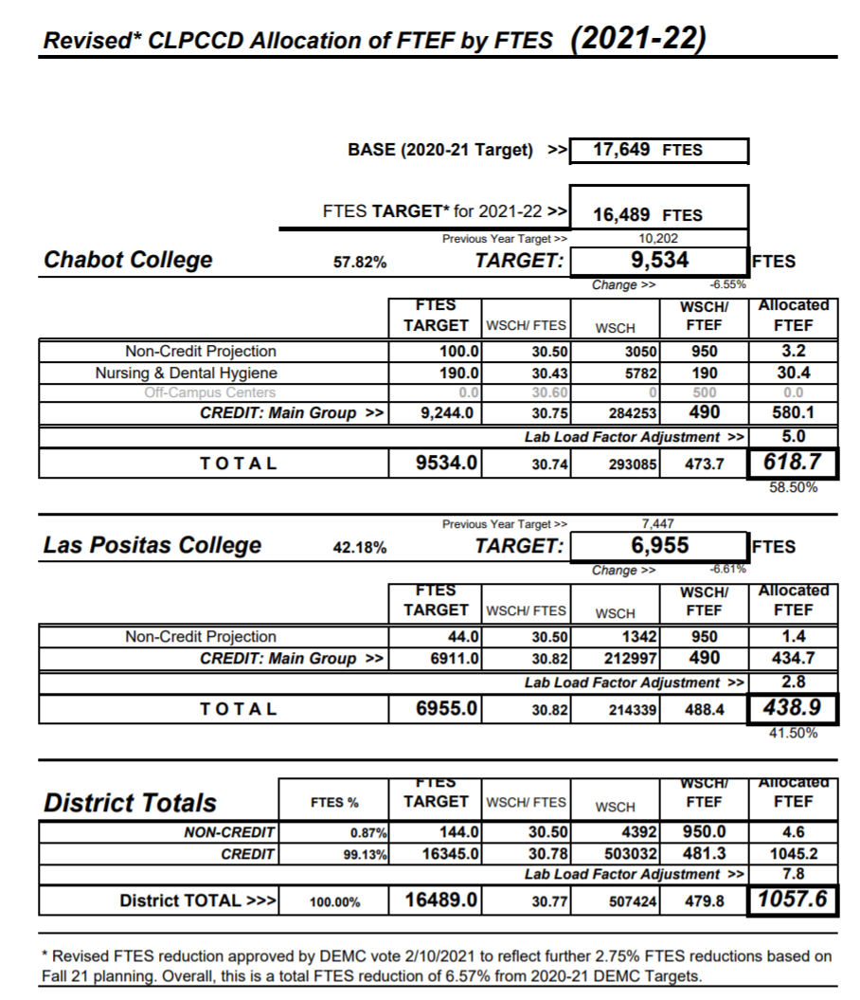 Revised* CLPCCD Allocation of FTEF by FTES (2021-22)
BASE (2020-21 Target) >> 17,649 FTES
FTES TARGET* for 2021-22 >> 16,489 FTES
Previous Year Target >> 10,202
Chabot College 57.82% TARGET: 9,534 FTES
Change >> -6.55%
FTES TARGET WSCH/ FTES WSCH WSCH/ FTEF Allocated FTEF
Non-Credit Projection 100.0 30.50 3050 950 3.2
Nursing & Dental Hygiene 190.0 30.43 5782 190 30.4
Off-Campus Centers 0.0 30.60 0 500 0.0
CREDIT: Main Group >> 9,244.0 30.75 284253 490 580.1
Lab Load Factor Adjustment >> 5.0
TOTAL 9534.0 30.74 293085 473.7 618.7
58.50%
Previous Year Target >> 7,447
Las Positas College 42.18% TARGET: 6,955 FTES
Change >> -6.61%
FTES TARGET WSCH/ FTES WSCH WSCH/ FTEF Allocated FTEF
Non-Credit Projection 44.0 30.50 1342 950 1.4
CREDIT: Main Group >> 6911.0 30.82 212997 490 434.7
Lab Load Factor Adjustment >> 2.8
TOTAL 6955.0 30.82 214339 488.4 438.9
41.50%
District Totals FTES % FTES TARGET WSCH/ FTES WSCH WSCH/ FTEF Allocated FTEF
NON-CREDIT 0.87% 144.0 30.50 4392 950.0 4.6
CREDIT 99.13% 16345.0 30.78 503032 481.3 1045.2
Lab Load Factor Adjustment >> 7.8
District TOTAL >>> 100.00% 16489.0 30.77 507424 479.8 1057.6
* Revised FTES reduction approved by DEMC vote 2/10/2021 to reflect further 2.75% FTES reductions based on
Fall 21 planning. Overall, this is a total FTES reduction of 6.57% from 2020-21 DEMC Targets.